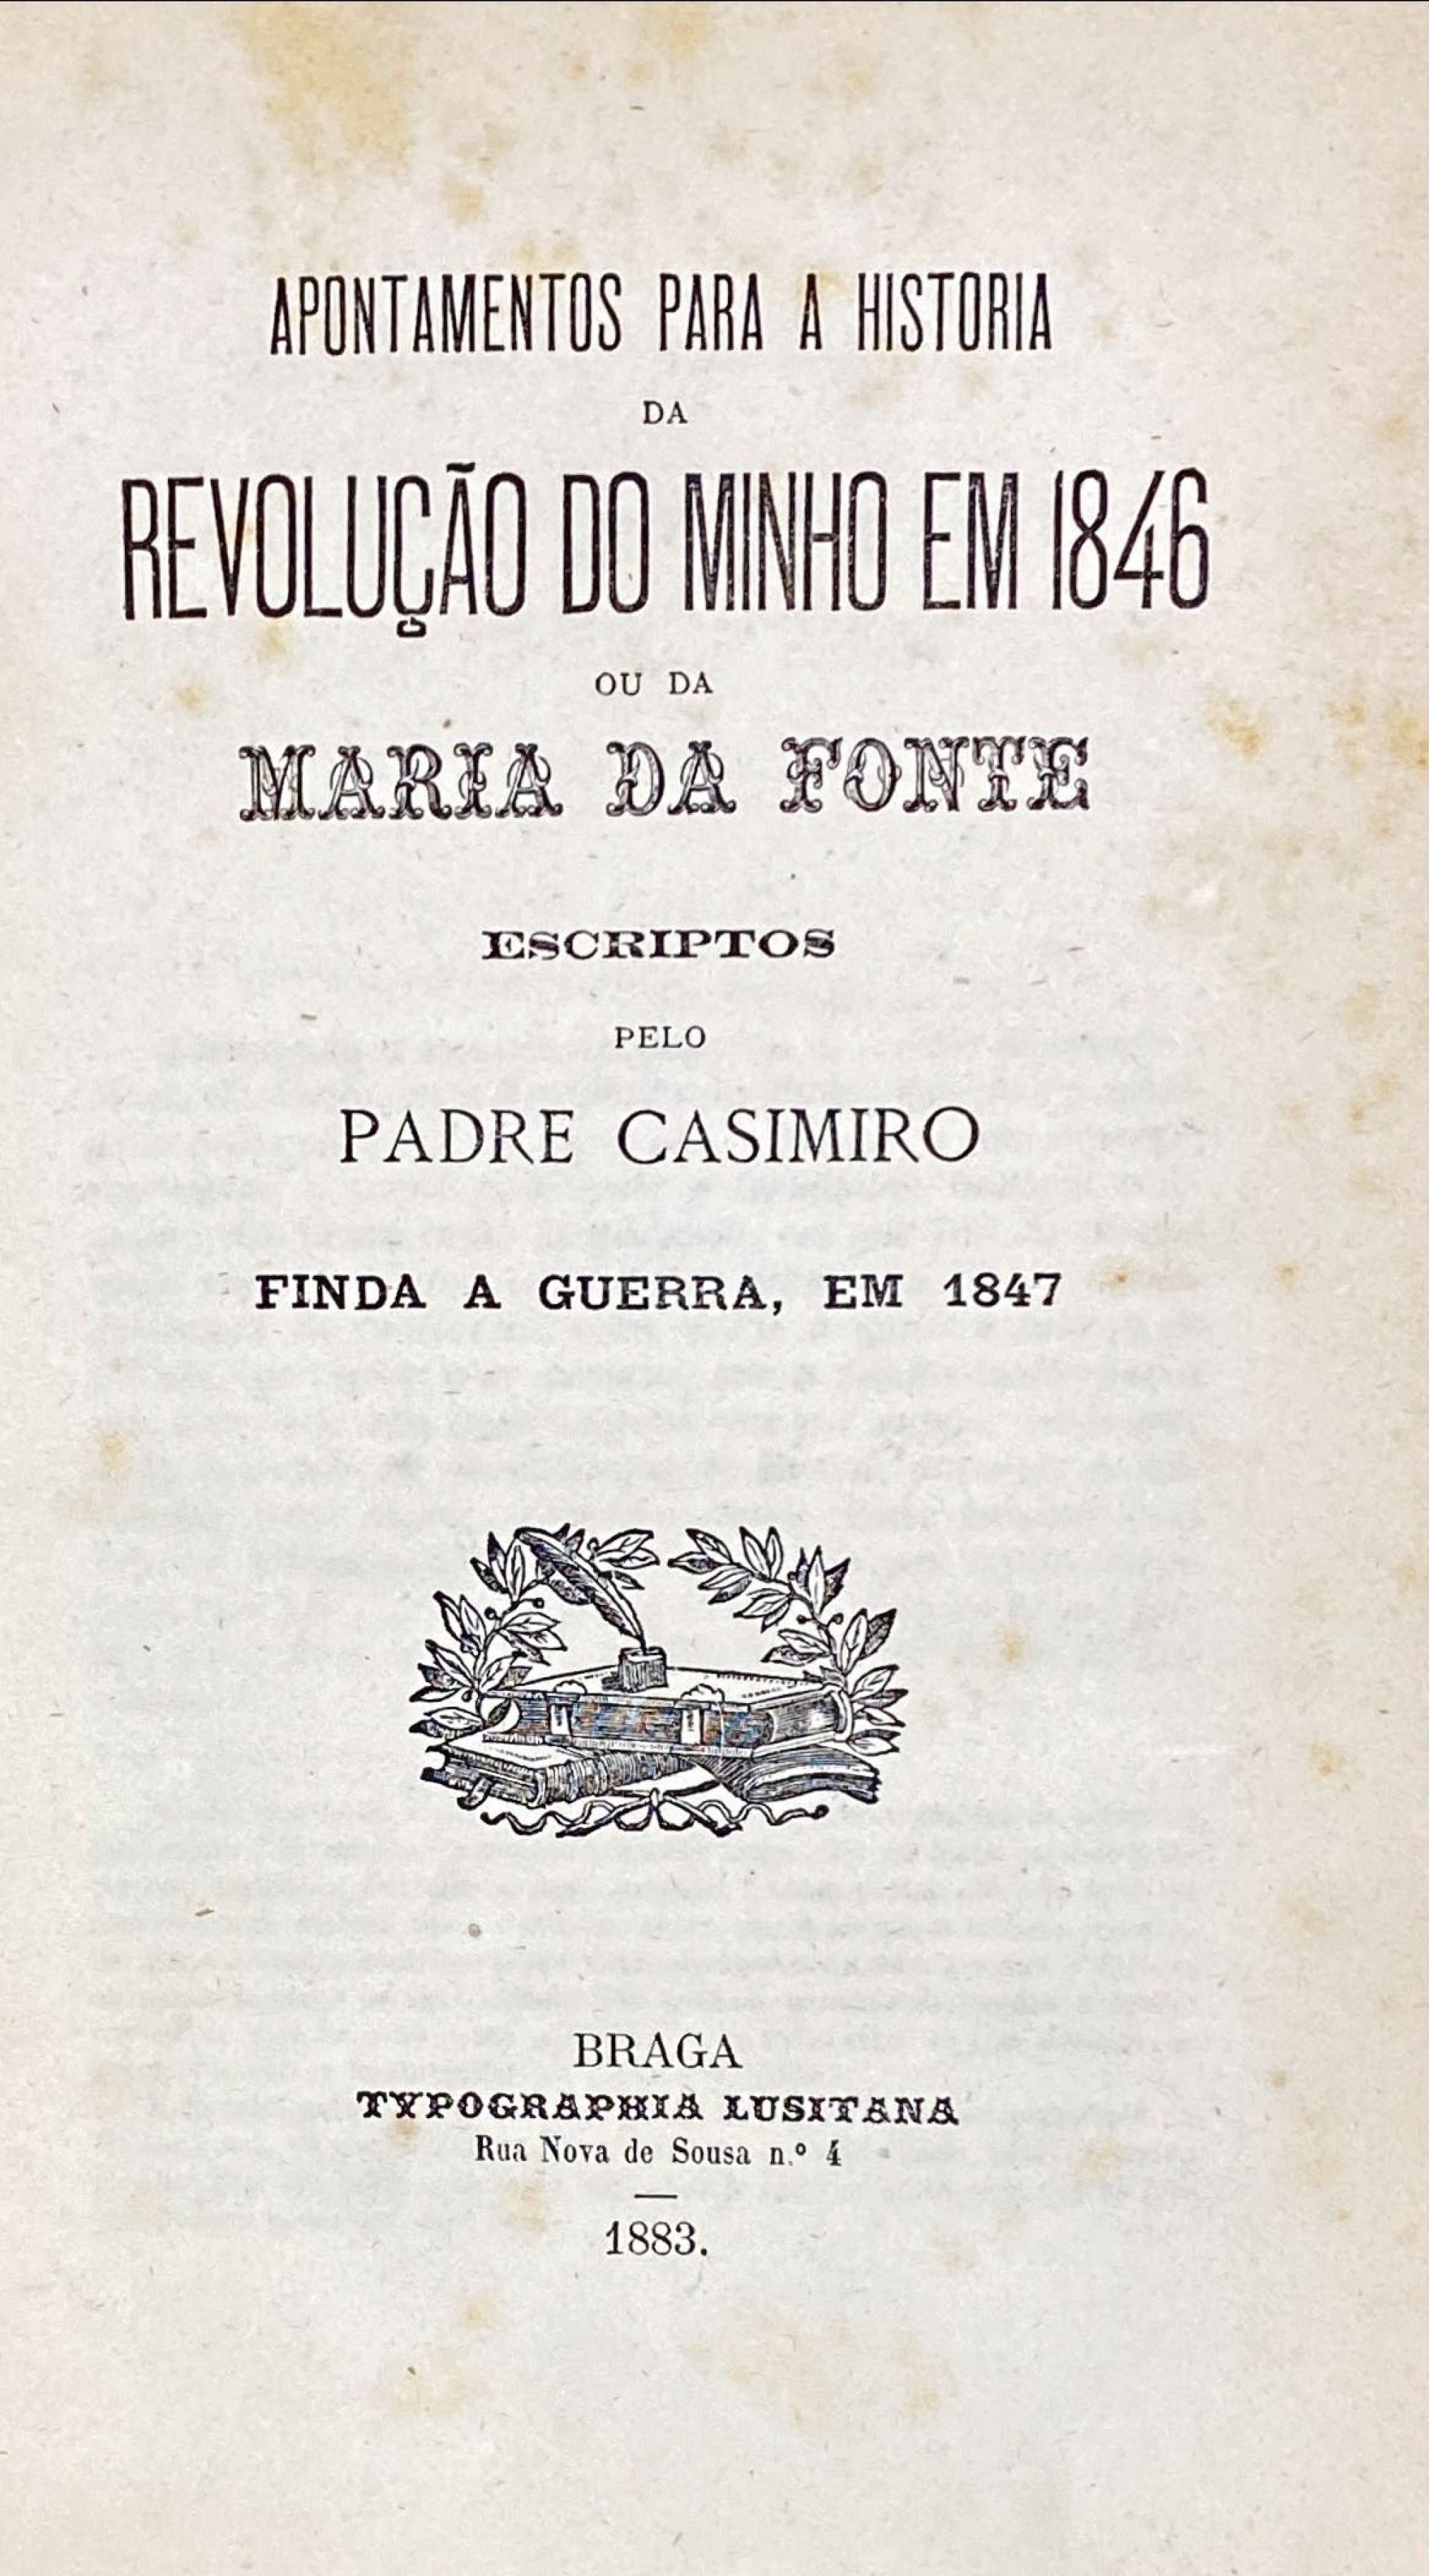 APONTAMENTOS PARA A HISTORIA
DA
REVOLUÇÃO DO MINHO EM 1846
OU DA
MARIA DA FONTE
ESCRIPTOS
PELO
PADRE CASIMIRO
FINDA A GUERRA, EM 1847
BRAGA
TYPOGRAPHIA LUSITANA
Rua Nova de Sousa n.º 4
1883.